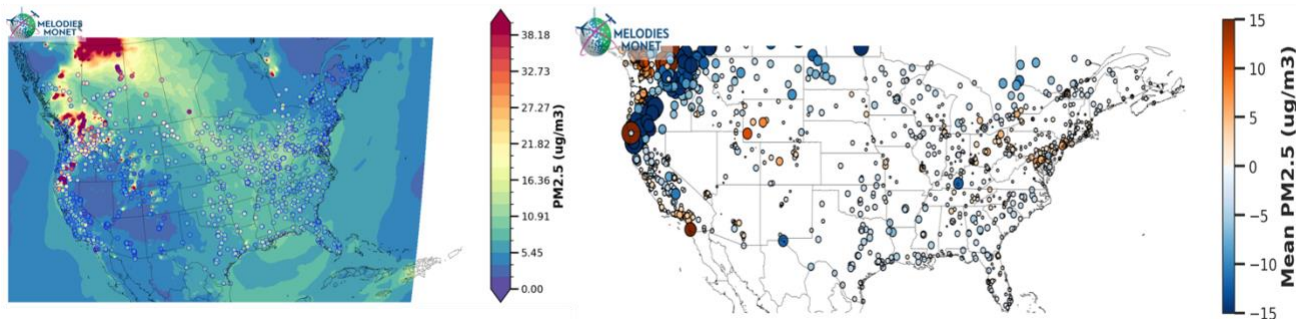 MELODIES
MONET
38.18
32.73
27.27
21.82
16.36
10.91
5.45
0.00
PM2.5 (ug/m3)
MELODIES
MONET
15
10
5
0
−5
−10
−15
Mean PM2.5 (ug/m3)